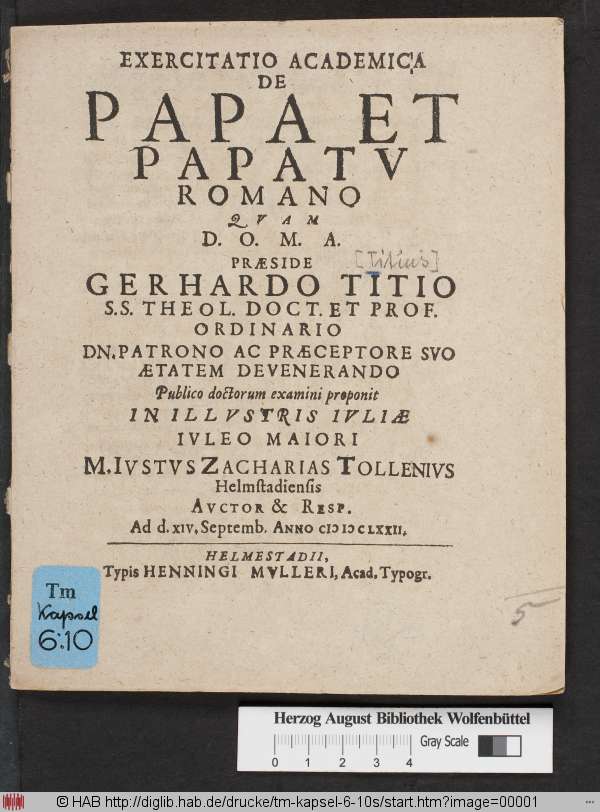 EXERCITATIO ACADEMICA
DE
PAPA ET
PAPATV
ROMANO
QVAM
D. O. M. A.
PRÆSIDE
[Titius]
GERHARDO TITIO
S.S. THEOL. DOCT. ET PROF.
ORDINARIO
DN. PATRONO AC PRÆCEPTORE SVO
ÆTATEM DEVENERANDO
Publico doctorum examini proponit
IN ILLVSTRIS IVLIÆ
IVLEO MAIORI
M. IVSTVS ZACHARIAS TOLLENIVS
Helmstadiensis
AVCTOR & RESP.
Ad d. XIV. Septemb. ANNO CIↃ IↃCLXXII.
HELMESTADII,
Typis HENNINGI MVLLERI, Acad. Typogr.
Tm
Kapsel
6:10
5
Herzog August Bibliothek Wolfenbüttel
0 1 2 3 4 Gray Scale
© HAB http://diglib.hab.de/drucke/tm-kapsel-6-10s/start.htm?image=00001